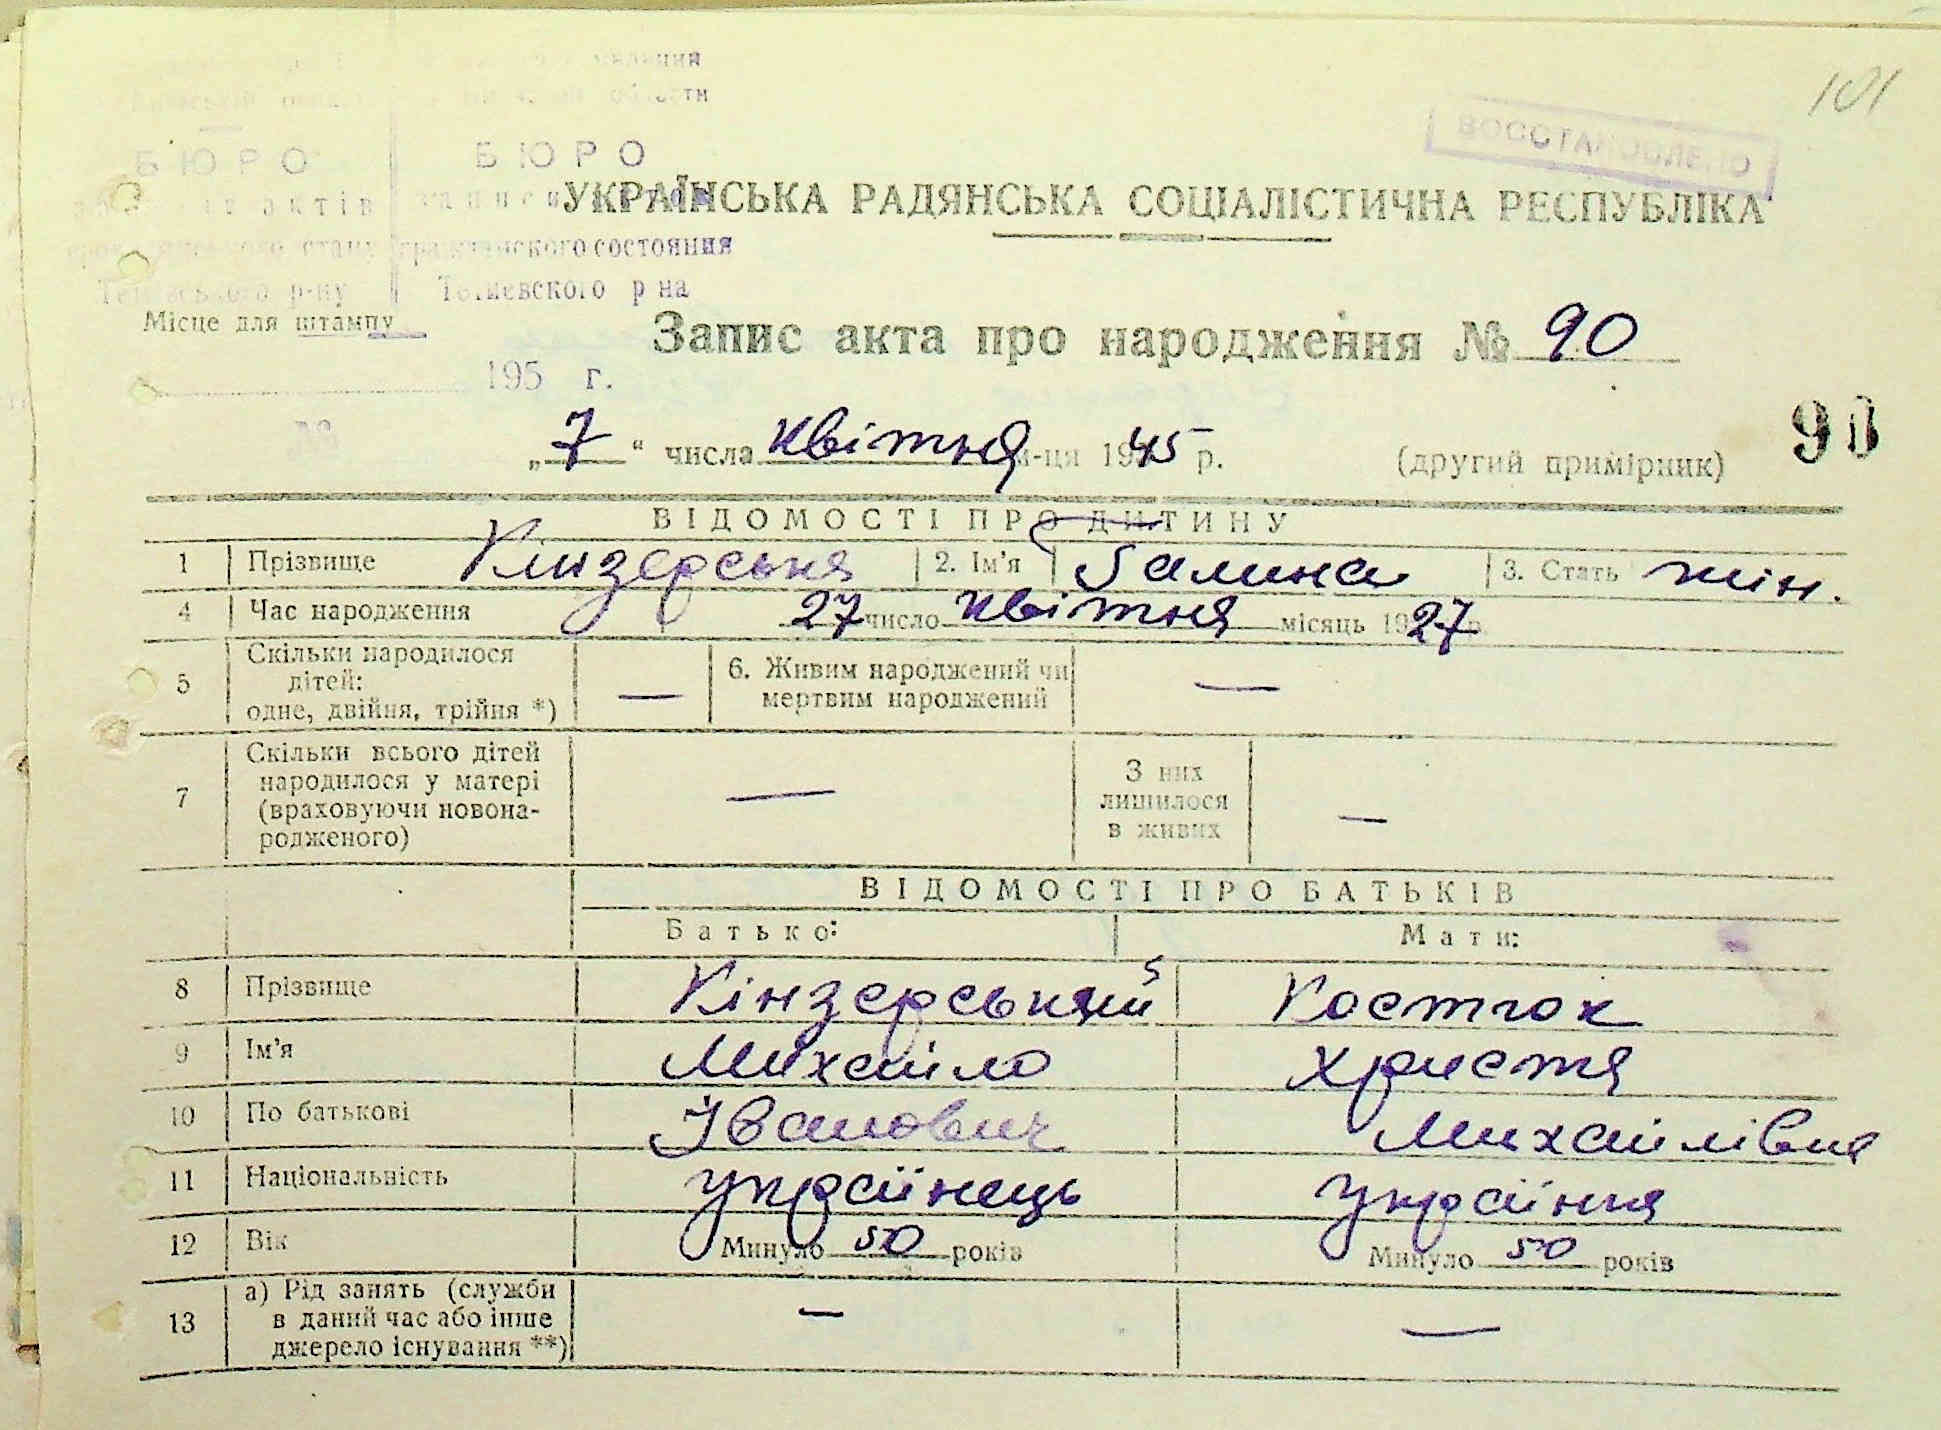 101
ВОССТАНОВЛЕНО
БЮРО БЮРО
актів
гражданского состояния
р-ну Тетиевского р на
УКРАЇНСЬКА РАДЯНСЬКА СОЦІАЛІСТИЧНА РЕСПУБЛІКА
Місце для штампу
Запис акта про народження № 90
195 г.
№
90
„7“ числа квітня м-ця 1945 р. (другий примірник)
ВІДОМОСТІ ПРО ДИТИНУ
1 Прізвище Кінзерська 2. Ім'я Галина 3. Стать жін.
4 Час народження 27 число квітня місяць 1927 р.
5 Скільки народилося дітей: одне, двійня, трійня *) — 6. Живим народжений чи мертвим народжений —
7 Скільки всього дітей народилося у матері (враховуючи новонародженого) — З них лишилося в живих —
ВІДОМОСТІ ПРО БАТЬКІВ
Батько: Мати:
8 Прізвище Кінзерський Костюк
9 Ім'я Михайло Христя
10 По батькові Іванович Михайлівна
11 Національність українець українка
12 Вік Минуло 50 років Минуло 50 років
13 а) Рід занять (служби в даний час або інше джерело існування **) — —